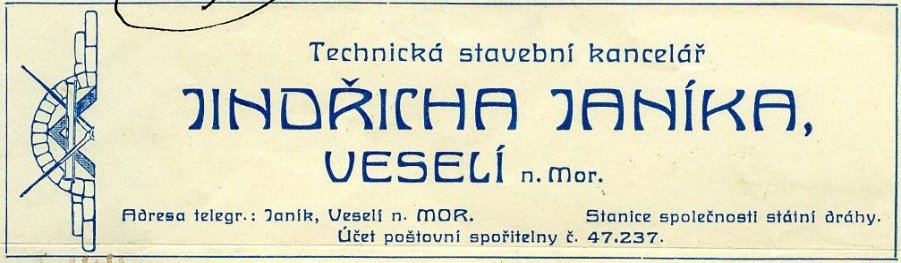 Technická stavební kancelář
JINDŘICHA JANÍKA,
VESELÍ n. Mor.
Adresa telegr.: Janík, Veselí n. MOR. Stanice společnosti státní dráhy.
Účet poštovní spořitelny č. 47.237.